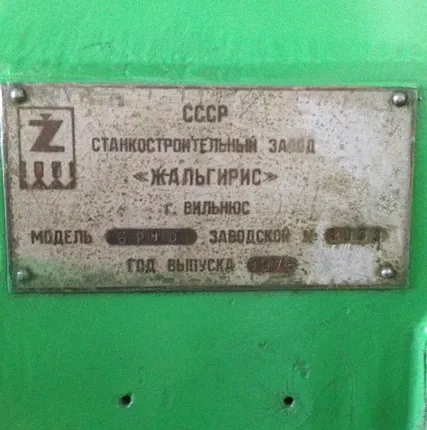 Ž
СССР
СТАНКОСТРОИТЕЛЬНЫЙ ЗАВОД
«ЖАЛЬГИРИС»
г. ВИЛЬНЮС
МОДЕЛЬ ЗАВОДСКОЙ №
ГОД ВЫПУСКА